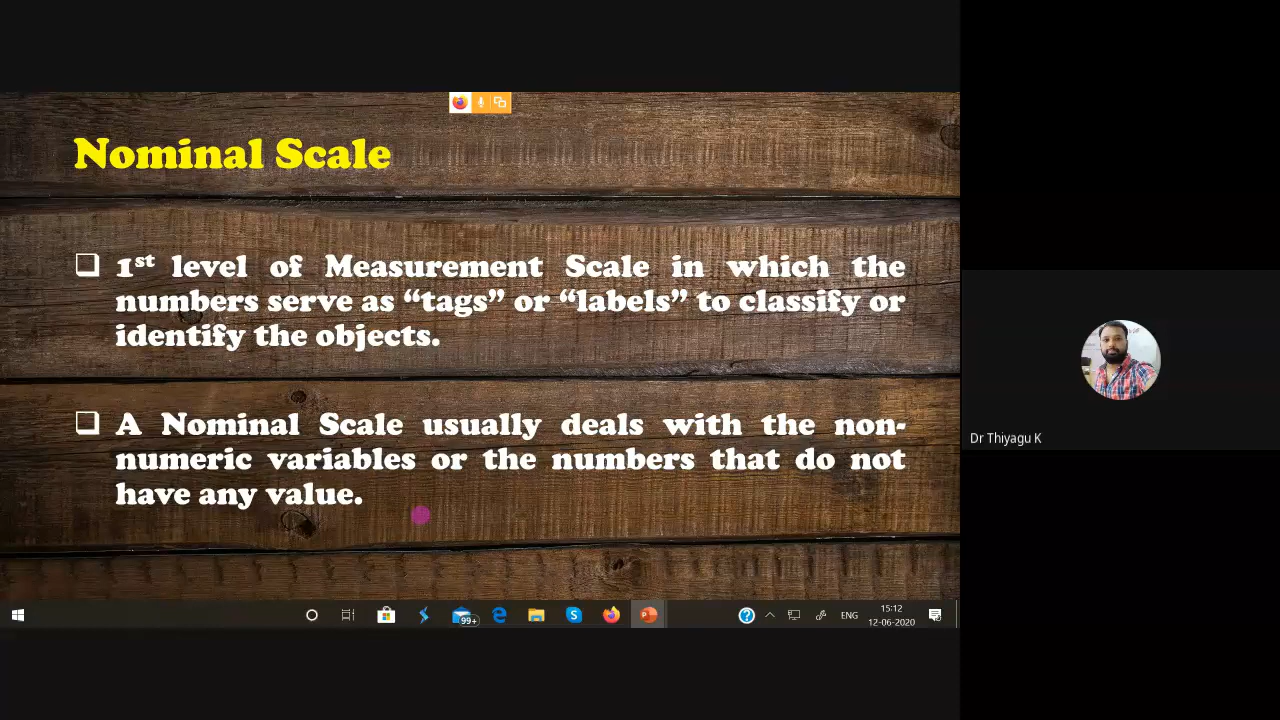 Nominal Scale
❑ 1st level of Measurement Scale in which the
numbers serve as “tags” or “labels” to classify or
identify the objects.
❑ A Nominal Scale usually deals with the non-
numeric variables or the numbers that do not
have any value.
Dr Thiyagu K
99+
ENG
15:12
12-06-2020